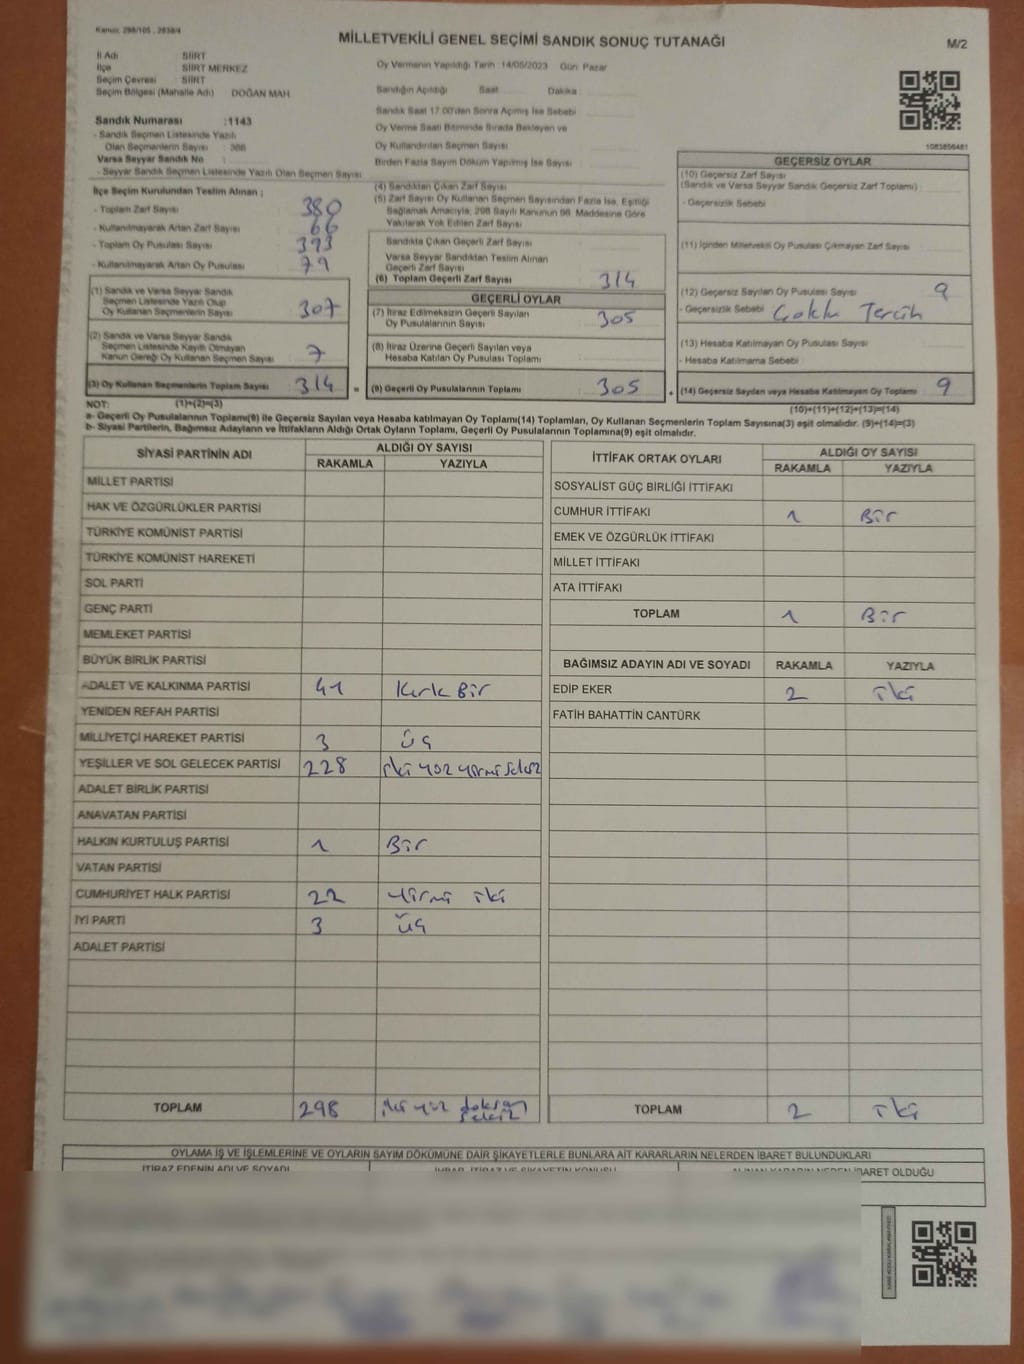 Kanun: 298/105 , 2839/4
MİLLETVEKİLİ GENEL SEÇİMİ SANDIK SONUÇ TUTANAĞI
M/2
İl Adı : SİİRT
İlçe : SİİRT MERKEZ
Seçim Çevresi : SİİRT
Seçim Bölgesi (Mahalle Adı) DOĞAN MAH.
Sandık Numarası :1143
- Sandık Seçmen Listesinde Yazılı
Olan Seçmenlerin Sayısı : 366
Varsa Seyyar Sandık No :
- Seyyar Sandık Seçmen Listesinde Yazılı Olan Seçmen Sayısı
Oy Vermenin Yapıldığı Tarih :14/05/2023 Gün: Pazar
Sandığın Açıldığı Saat Dakika
Sandık Saat 17.00'den Sonra Açılmış İse Sebebi
Oy Verme Saati Bitiminde Sırada Bekleyen ve
Oy Kullandırılan Seçmen Sayısı
Birden Fazla Sayım Döküm Yapılmış İse Sayısı
1083856481
İlçe Seçim Kurulundan Teslim Alınan ;
- Toplam Zarf Sayısı 380
- Kullanılmayarak Artan Zarf Sayısı 66
- Toplam Oy Pusulası Sayısı 393
- Kullanılmayarak Artan Oy Pusulası 79
(1) Sandık ve Varsa Seyyar Sandık
Seçmen Listesinde Yazılı Olup
Oy Kullanan Seçmenlerin Sayısı 307
(2) Sandık ve Varsa Seyyar Sandık
Seçmen Listesinde Kayıtlı Olmayan
Kanun Gereği Oy Kullanan Seçmen Sayısı 7
(3) Oy Kullanan Seçmenlerin Toplam Sayısı 314 =
(1)+(2)=(3)
(4) Sandıktan Çıkan Zarf Sayısı
(5) Zarf Sayısı Oy Kullanan Seçmen Sayısından Fazla İse, Eşitliği
Sağlamak Amacıyla, 298 Sayılı Kanunun 98. Maddesine Göre
Yakılarak Yok Edilen Zarf Sayısı
Sandıkta Çıkan Geçerli Zarf Sayısı
Varsa Seyyar Sandıktan Teslim Alınan
Geçerli Zarf Sayısı
(6) Toplam Geçerli Zarf Sayısı 314
GEÇERLİ OYLAR
(7) İtiraz Edilmeksizin Geçerli Sayılan
Oy Pusulalarının Sayısı 305
(8) İtiraz Üzerine Geçerli Sayılan veya
Hesaba Katılan Oy Pusulası Toplamı
(9) Geçerli Oy Pusulalarının Toplamı 305
GEÇERSİZ OYLAR
(10) Geçersiz Zarf Sayısı
(Sandık ve Varsa Seyyar Sandık Geçersiz Zarf Toplamı)
- Geçersizlik Sebebi
(11) İçinden Milletvekili Oy Pusulası Çıkmayan Zarf Sayısı
(12) Geçersiz Sayılan Oy Pusulası Sayısı 9
- Geçersizlik Sebebi Çoklu Tercih
(13) Hesaba Katılmayan Oy Pusulası Sayısı
- Hesaba Katılmama Sebebi
(14) Geçersiz Sayılan veya Hesaba Katılmayan Oy Toplamı 9
(10)+(11)+(12)+(13)=(14)
NOT:
a- Geçerli Oy Pusulalarının Toplamı(9) ile Geçersiz Sayılan veya Hesaba katılmayan Oy Toplamı(14) Toplamları, Oy Kullanan Seçmenlerin Toplam Sayısına(3) eşit olmalıdır. (9)+(14)=(3)
b- Siyasi Partilerin, Bağımsız Adayların ve İttifakların Aldığı Ortak Oyların Toplamı, Geçerli Oy Pusulalarının Toplamına(9) eşit olmalıdır.
SİYASİ PARTİNİN ADI ALDIĞI OY SAYISI
RAKAMLA YAZIYLA
MİLLET PARTİSİ
HAK VE ÖZGÜRLÜKLER PARTİSİ
TÜRKİYE KOMÜNİST PARTİSİ
TÜRKİYE KOMÜNİST HAREKETİ
SOL PARTİ
GENÇ PARTİ
MEMLEKET PARTİSİ
BÜYÜK BİRLİK PARTİSİ
ADALET VE KALKINMA PARTİSİ 41 Kırk Bir
YENİDEN REFAH PARTİSİ
MİLLİYETÇİ HAREKET PARTİSİ 3 üç
YEŞİLLER VE SOL GELECEK PARTİSİ 228 iki yüz yirmi sekiz
ADALET BİRLİK PARTİSİ
ANAVATAN PARTİSİ
HALKIN KURTULUŞ PARTİSİ 1 Bir
VATAN PARTİSİ
CUMHURİYET HALK PARTİSİ 22 yirmi iki
İYİ PARTİ 3 üç
ADALET PARTİSİ
TOPLAM 298 iki yüz doksan sekiz
İTTİFAK ORTAK OYLARI ALDIĞI OY SAYISI
RAKAMLA YAZIYLA
SOSYALİST GÜÇ BİRLİĞİ İTTİFAKI
CUMHUR İTTİFAKI 1 Bir
EMEK VE ÖZGÜRLÜK İTTİFAKI
MİLLET İTTİFAKI
ATA İTTİFAKI
TOPLAM 1 Bir
BAĞIMSIZ ADAYIN ADI VE SOYADI RAKAMLA YAZIYLA
EDİP EKER 2 iki
FATİH BAHATTİN CANTÜRK
TOPLAM 2 iki
OYLAMA İŞ VE İŞLEMLERİNE VE OYLARIN SAYIM DÖKÜMÜNE DAİR ŞİKAYETLERLE BUNLARA AİT KARARLARIN NELERDEN İBARET BULUNDUKLARI
İTİRAZ EDENİN ADI VE SOYADI
İBARET OLDUĞU